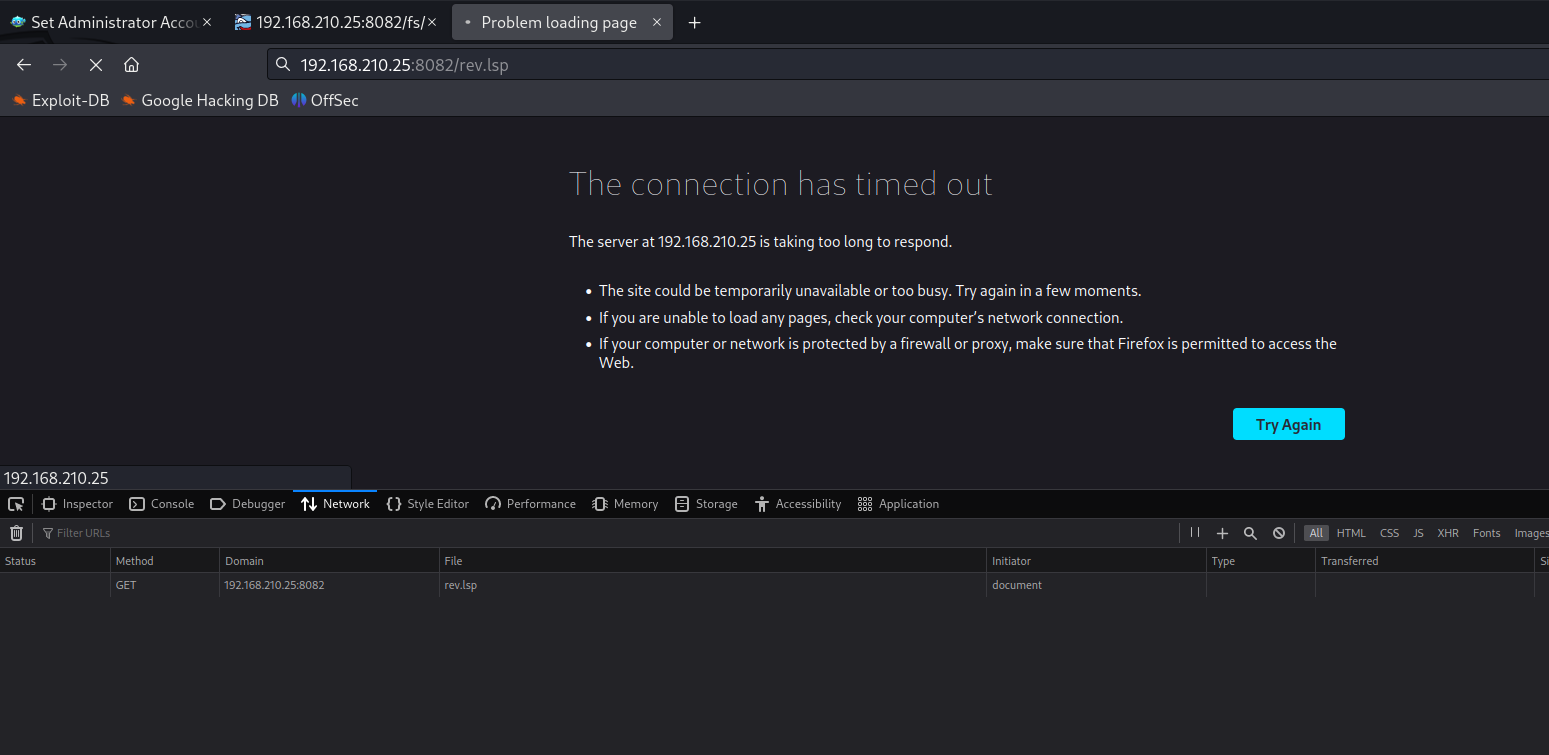 Set Administrator Accou
192.168.210.25:8082/fs/
Problem loading page
192.168.210.25:8082/rev.lsp
Exploit-DB Google Hacking DB OffSec
The connection has timed out
The server at 192.168.210.25 is taking too long to respond.
The site could be temporarily unavailable or too busy. Try again in a few moments.
If you are unable to load any pages, check your computer’s network connection.
If your computer or network is protected by a firewall or proxy, make sure that Firefox is permitted to access the
Web.
Try Again
192.168.210.25
Inspector Console Debugger Network Style Editor Performance Memory Storage Accessibility Application
Filter URLs All HTML CSS JS XHR Fonts Images
Status Method Domain File Initiator Type Transferred Si
GET 192.168.210.25:8082 rev.lsp document